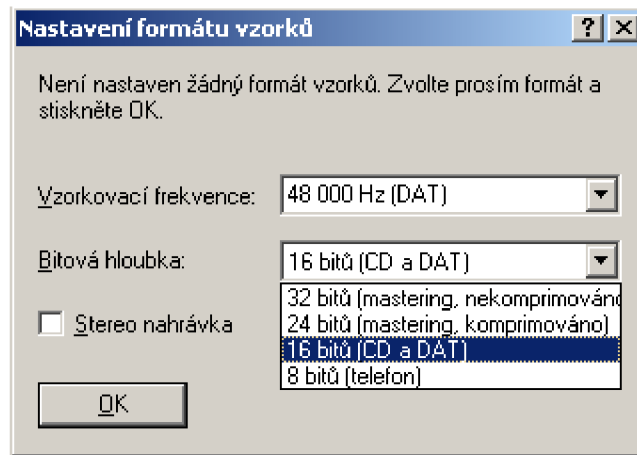 Nastavení formátu vzorků
Není nastaven žádný formát vzorků. Zvolte prosím formát a
stiskněte OK.
Vzorkovací frekvence: 48 000 Hz (DAT)
Bitová hloubka: 16 bitů (CD a DAT)
32 bitů (mastering, nekomprimováno
24 bitů (mastering, komprimováno)
Stereo nahrávka
16 bitů (CD a DAT)
8 bitů (telefon)
OK